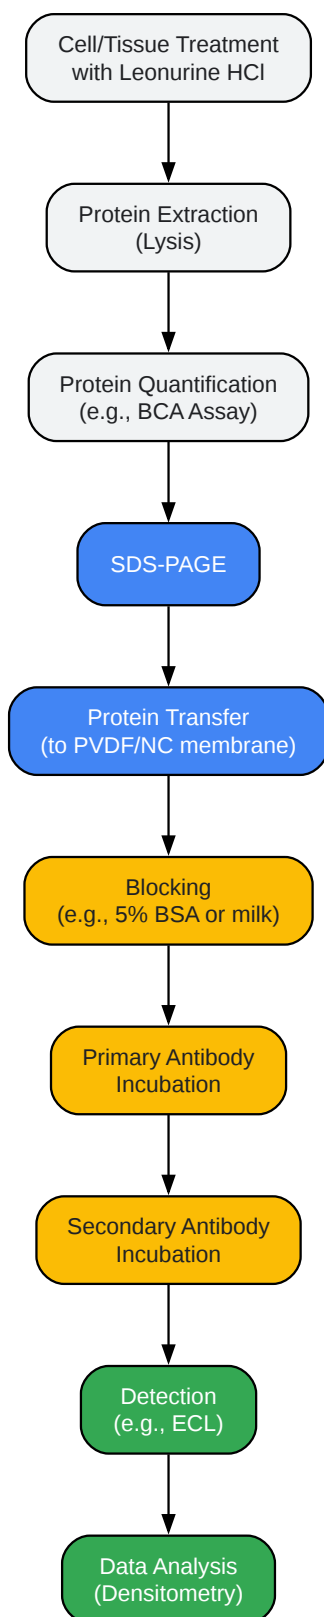 Cell/Tissue Treatment
with Leonurine HCl
Protein Extraction
(Lysis)
Protein Quantification
(e.g., BCA Assay)
SDS-PAGE
Protein Transfer
(to PVDF/NC membrane)
Blocking
(e.g., 5% BSA or milk)
Primary Antibody
Incubation
Secondary Antibody
Incubation
Detection
(e.g., ECL)
Data Analysis
(Densitometry)